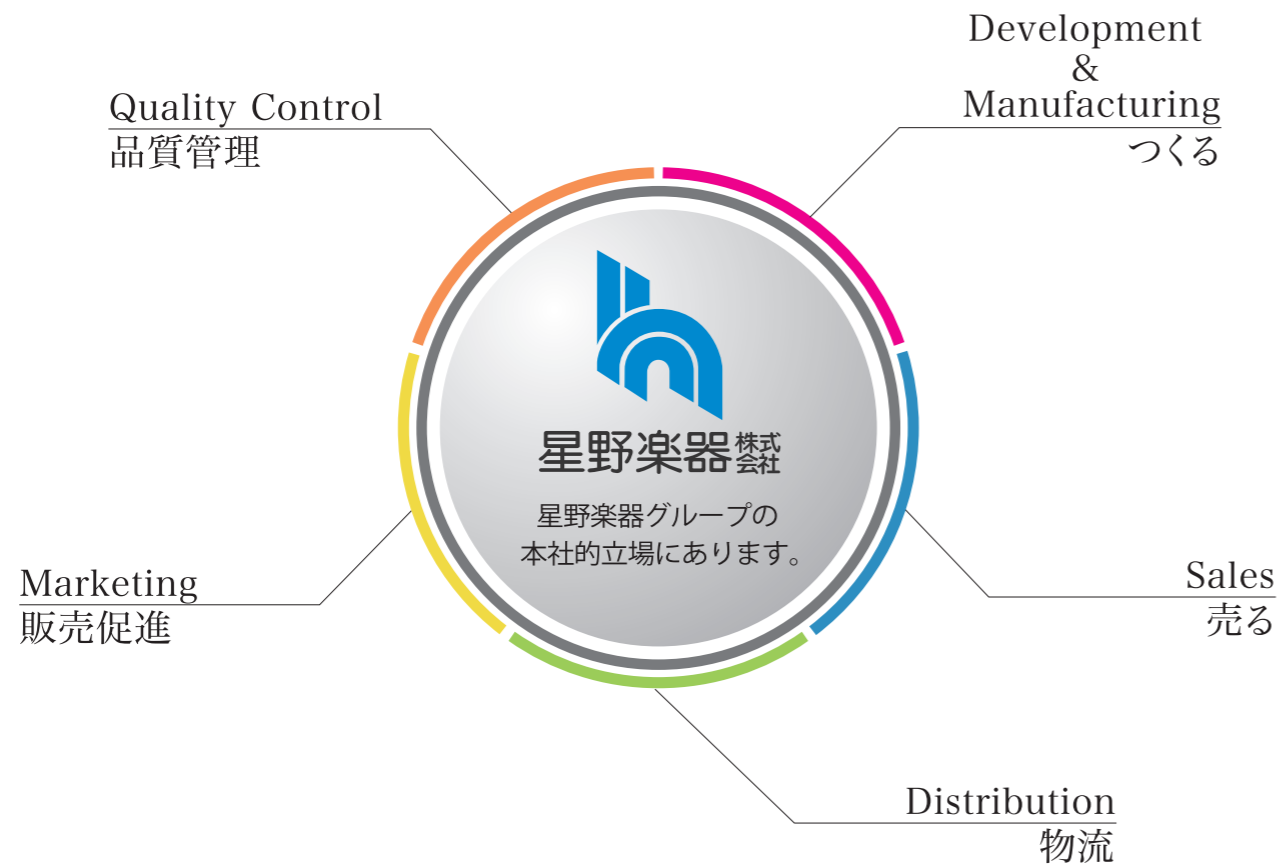 Development
&
Manufacturing
つくる
Quality Control
品質管理
星野楽器株式会社
星野楽器グループの
本社的立場にあります。
Marketing
販売促進
Sales
売る
Distribution
物流